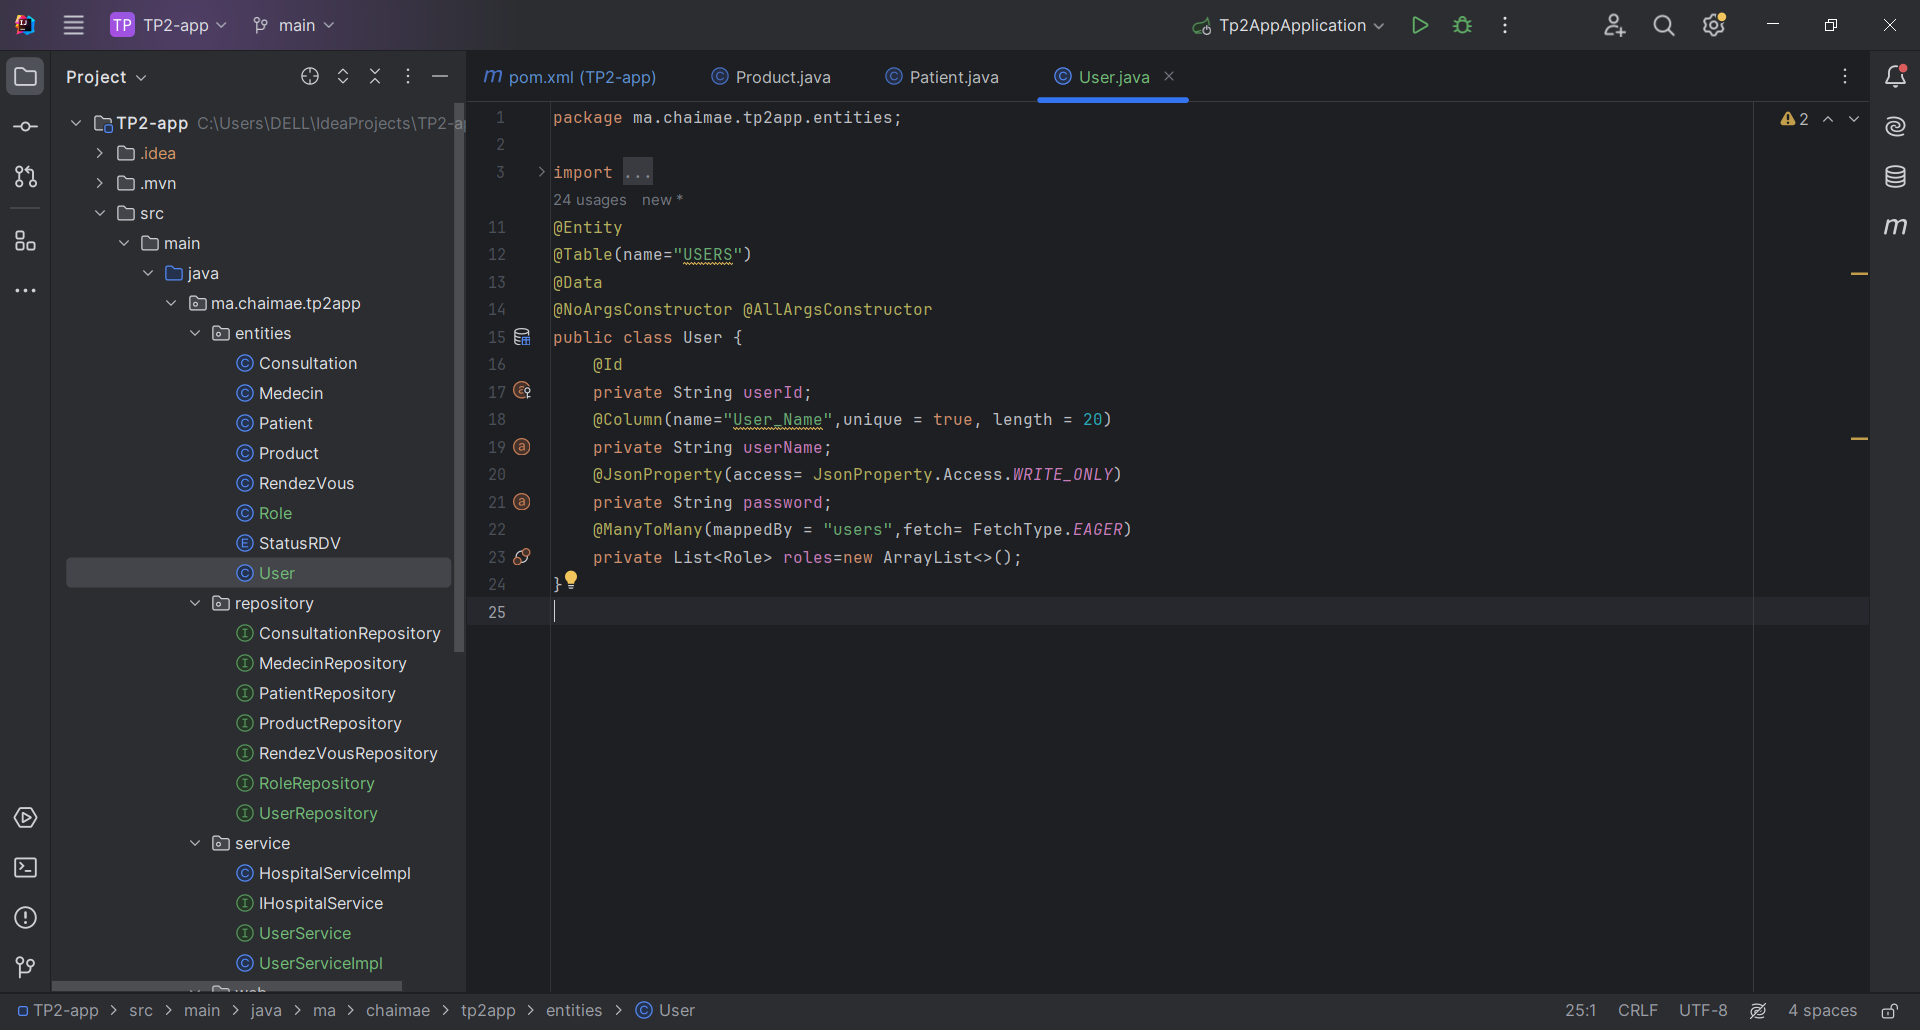 TP TP2-app main Tp2AppApplication
Project
pom.xml (TP2-app) Product.java Patient.java User.java
TP2-app C:\Users\DELL\IdeaProjects\TP2-a
.idea
.mvn
src
main
java
ma.chaimae.tp2app
entities
Consultation
Medecin
Patient
Product
RendezVous
Role
StatusRDV
User
repository
ConsultationRepository
MedecinRepository
PatientRepository
ProductRepository
RendezVousRepository
RoleRepository
UserRepository
service
HospitalServiceImpl
IHospitalService
UserService
UserServiceImpl
1 package ma.chaimae.tp2app.entities;
2
3 import ...
24 usages new *
11 @Entity
12 @Table(name="USERS")
13 @Data
14 @NoArgsConstructor @AllArgsConstructor
15 public class User {
16 @Id
17 private String userId;
18 @Column(name="User_Name",unique = true, length = 20)
19 private String userName;
20 @JsonProperty(access= JsonProperty.Access.WRITE_ONLY)
21 private String password;
22 @ManyToMany(mappedBy = "users",fetch= FetchType.EAGER)
23 private List<Role> roles=new ArrayList<>();
24 }
25
2
TP2-app > src > main > java > ma > chaimae > tp2app > entities > User
25:1 CRLF UTF-8 4 spaces